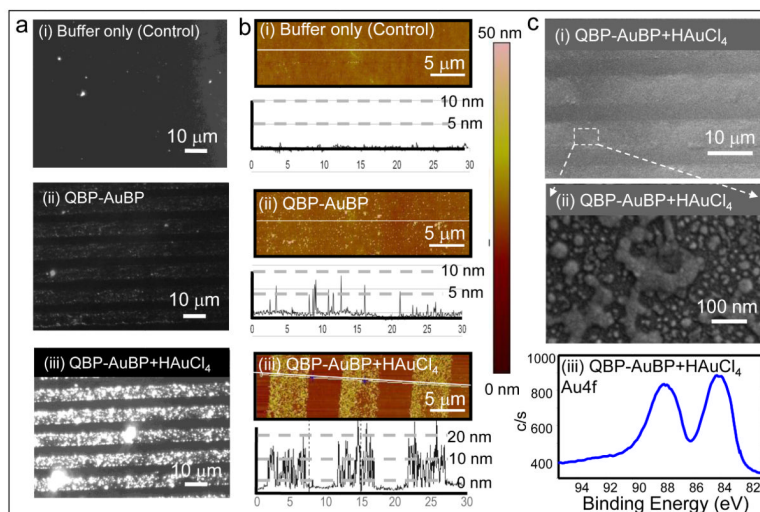 a
(i) Buffer only (Control)
10 μm
(ii) QBP-AuBP
10 μm
(iii) QBP-AuBP+HAuCl4
10 μm
b
(i) Buffer only (Control)
5 μm
10 nm
5 nm
0 5 10 15 20 25 30
(ii) QBP-AuBP
5 μm
10 nm
5 nm
0 5 10 15 20 25 30
(iii) QBP-AuBP+HAuCl4
5 μm
20 nm
10 nm
0 nm
0 5 10 15 20 25 30
50 nm
0 nm
c
(i) QBP-AuBP+HAuCl4
10 μm
(ii) QBP-AuBP+HAuCl4
100 nm
(iii) QBP-AuBP+HAuCl4
Au4f
1000
800
600
400
c/s
90 88 86 84 82
Binding Energy (eV)